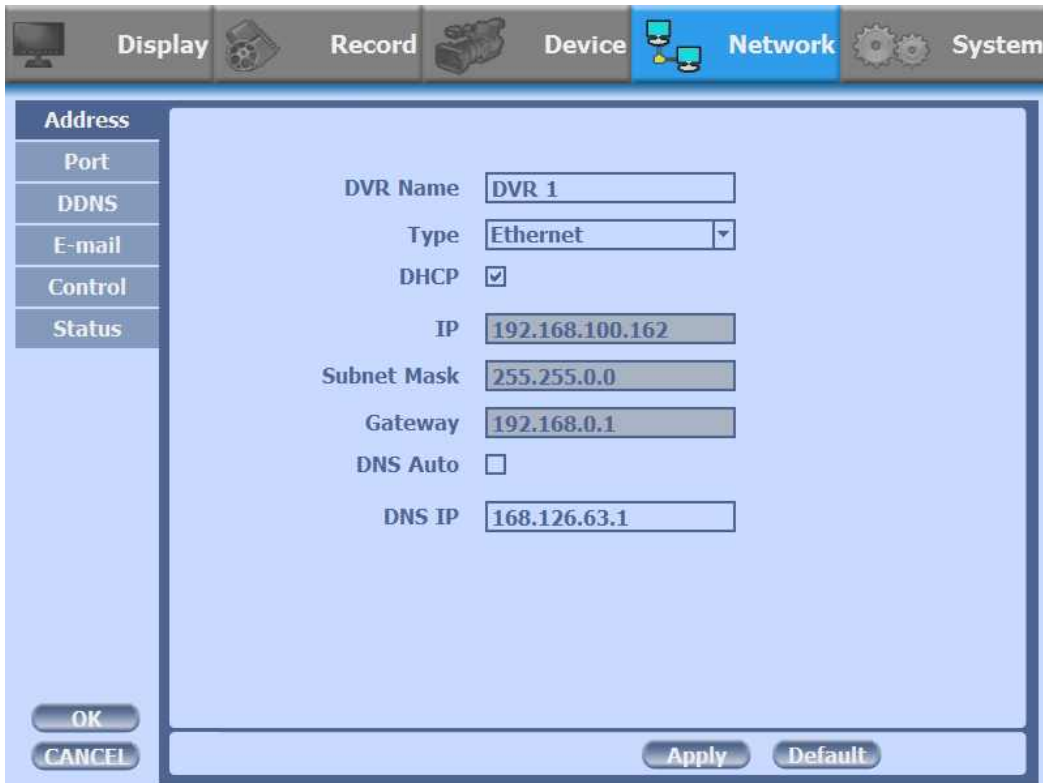 Display Record Device Network System
Address
Port
DDNS
E-mail
Control
Status
DVR Name DVR 1
Type Ethernet
DHCP
IP 192.168.100.162
Subnet Mask 255.255.0.0
Gateway 192.168.0.1
DNS Auto
DNS IP 168.126.63.1
OK
CANCEL
Apply Default